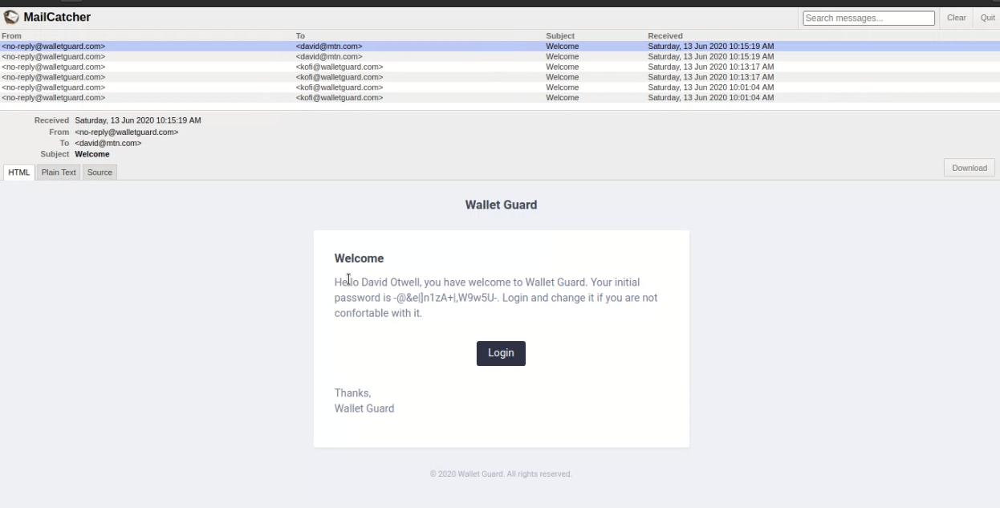 MailCatcher
Search messages...
Clear
Quit
From To Subject Received
<no-reply@walletguard.com> <david@mtn.com> Welcome Saturday, 13 Jun 2020 10:15:19 AM
<no-reply@walletguard.com> <david@mtn.com> Welcome Saturday, 13 Jun 2020 10:15:19 AM
<no-reply@walletguard.com> <kofi@walletguard.com> Welcome Saturday, 13 Jun 2020 10:13:17 AM
<no-reply@walletguard.com> <kofi@walletguard.com> Welcome Saturday, 13 Jun 2020 10:13:17 AM
<no-reply@walletguard.com> <kofi@walletguard.com> Welcome Saturday, 13 Jun 2020 10:01:04 AM
<no-reply@walletguard.com> <kofi@walletguard.com> Welcome Saturday, 13 Jun 2020 10:01:04 AM
Received Saturday, 13 Jun 2020 10:15:19 AM
From <no-reply@walletguard.com>
To <david@mtn.com>
Subject Welcome
HTML Plain Text Source
Download
Wallet Guard
Welcome
Hello David Otwell, you have welcome to Wallet Guard. Your initial
password is -@&e|]n1zA+|,W9w5U-. Login and change it if you are not
confortable with it.
Login
Thanks,
Wallet Guard
© 2020 Wallet Guard. All rights reserved.